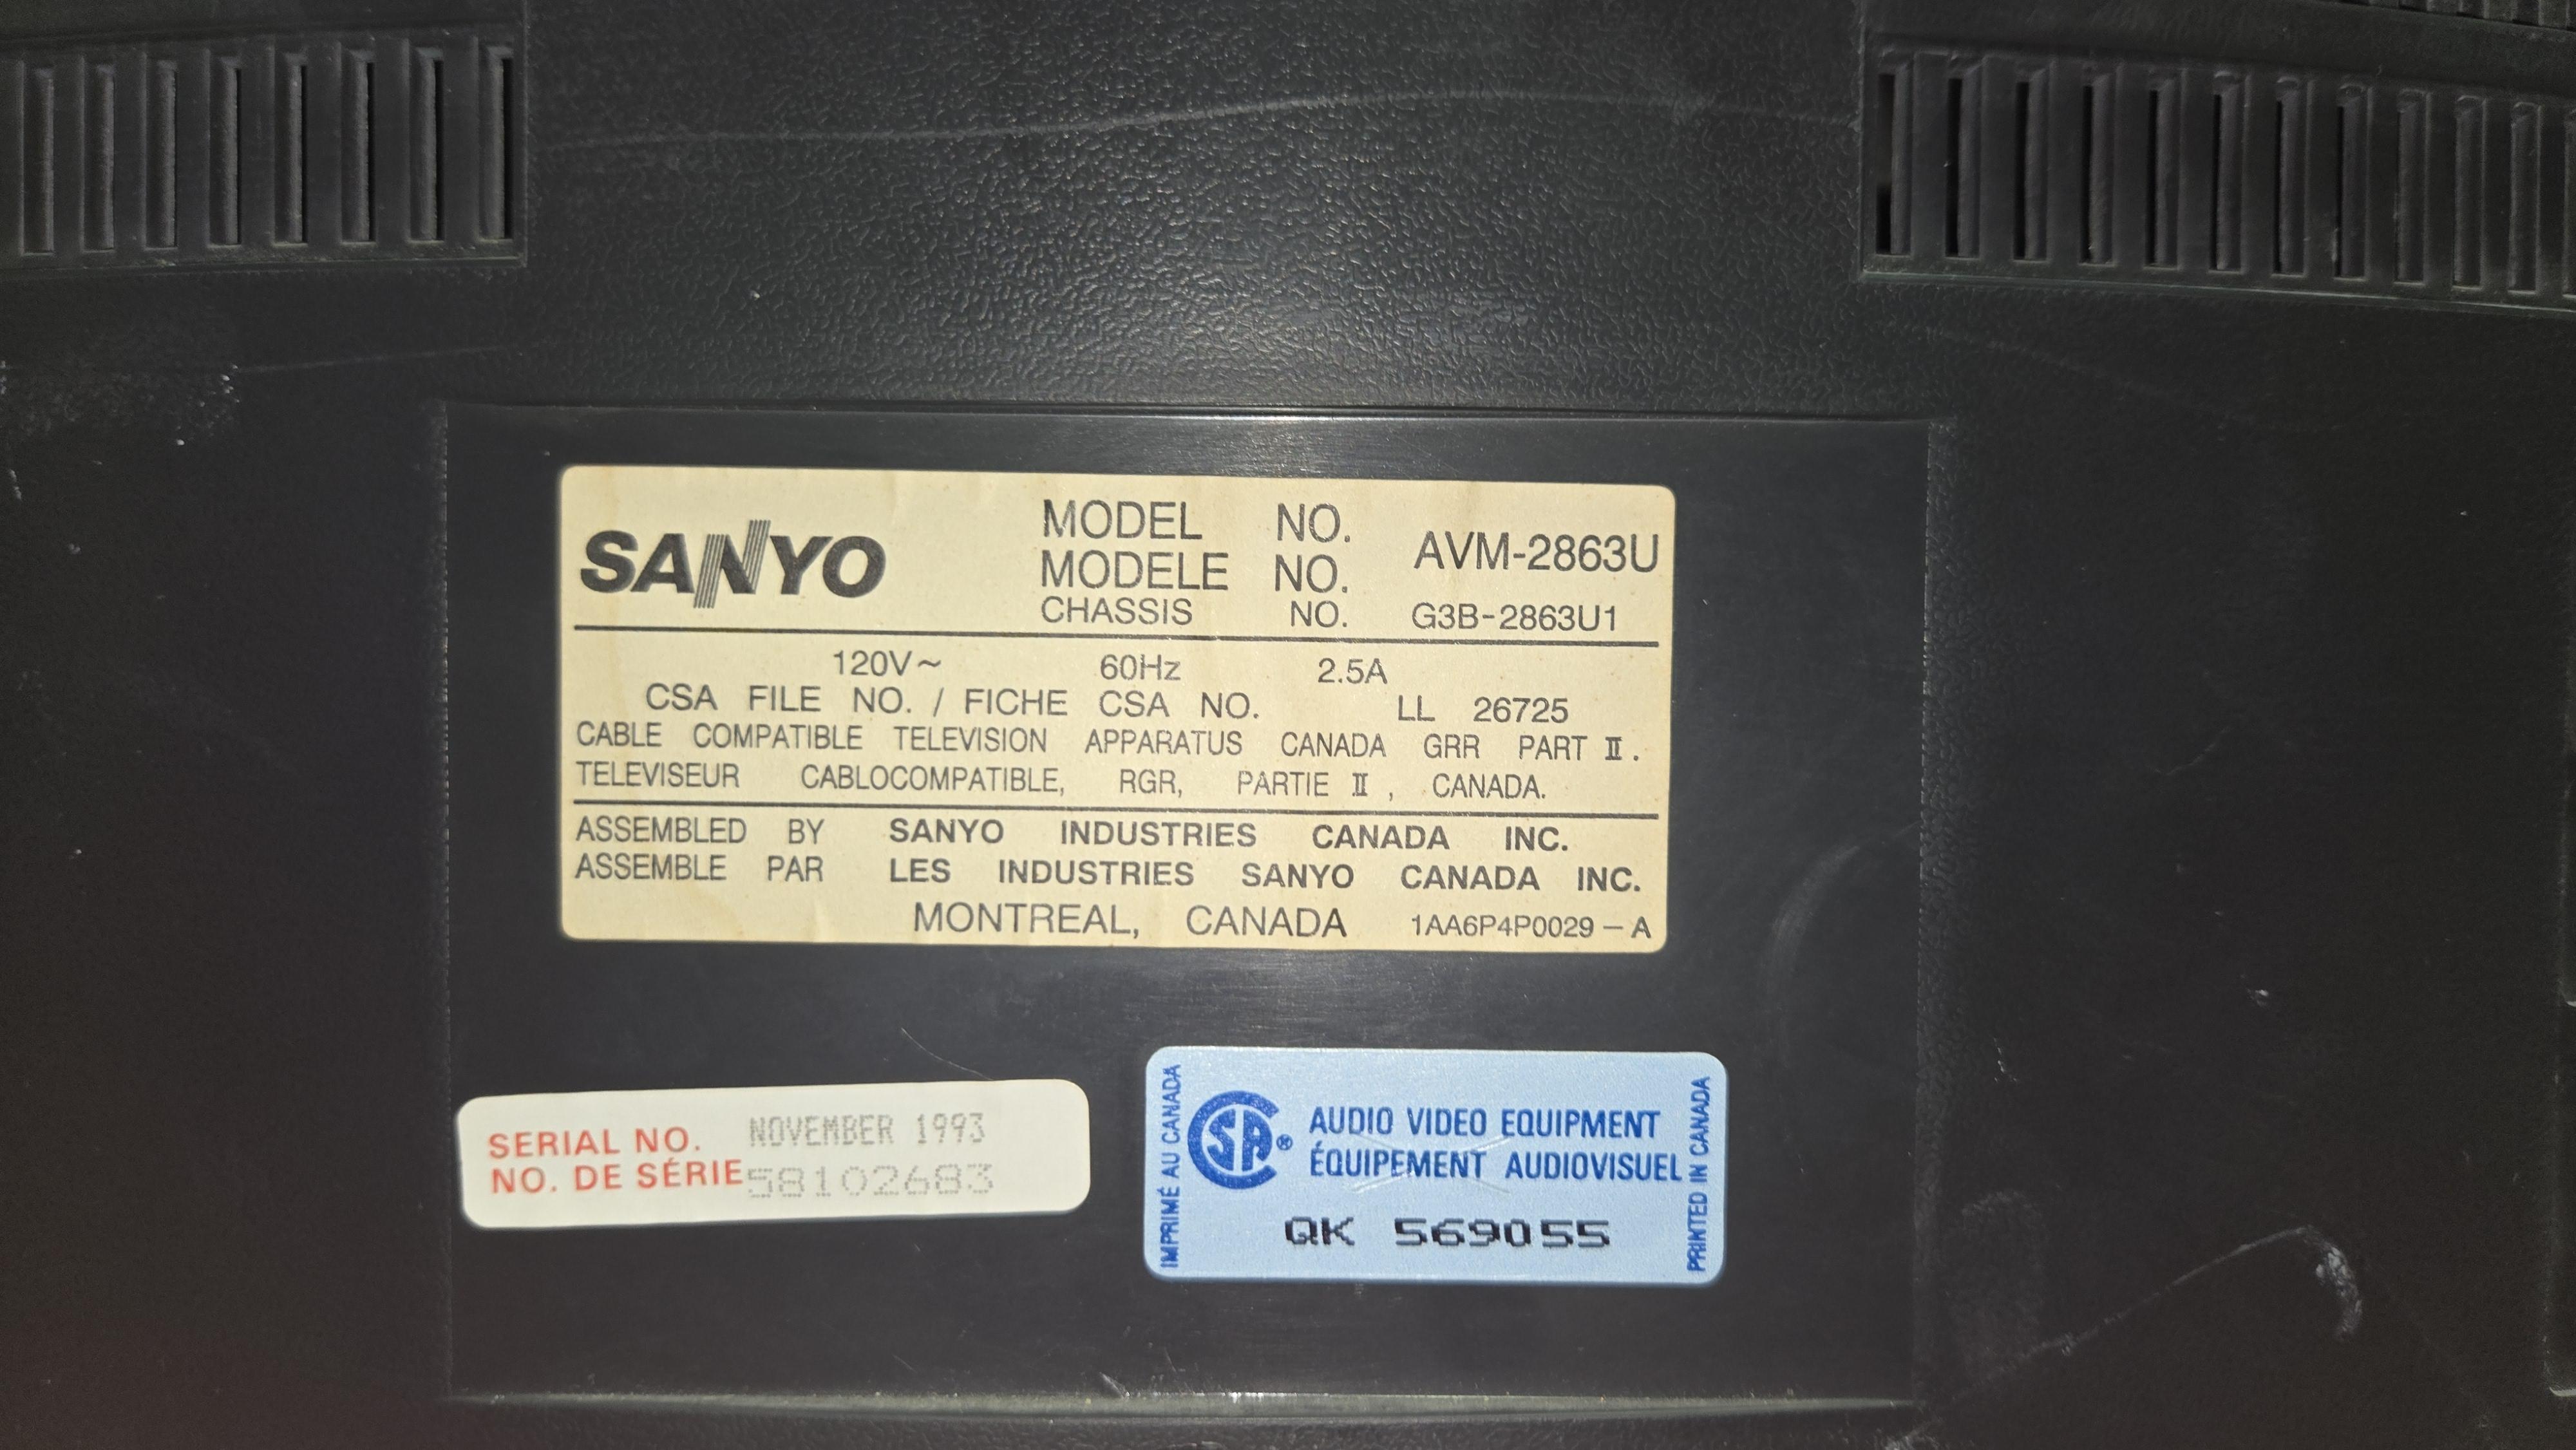 SANYO
MODEL NO.
MODELE NO. AVM-2863U
CHASSIS NO. G3B-2863U1
120V~ 60Hz 2.5A
CSA FILE NO. / FICHE CSA NO. LL 26725
CABLE COMPATIBLE TELEVISION APPARATUS CANADA GRR PART II.
TELEVISEUR CABLOCOMPATIBLE, RGR, PARTIE II, CANADA.
ASSEMBLED BY SANYO INDUSTRIES CANADA INC.
ASSEMBLE PAR LES INDUSTRIES SANYO CANADA INC.
MONTREAL, CANADA 1AA6P4P0029-A
SERIAL NO. NOVEMBER 1993
NO. DE SÉRIE 58102683
IMPRIMÉ AU CANADA
CSA®
AUDIO VIDEO EQUIPMENT
ÉQUIPEMENT AUDIOVISUEL
QK 569055
PRINTED IN CANADA